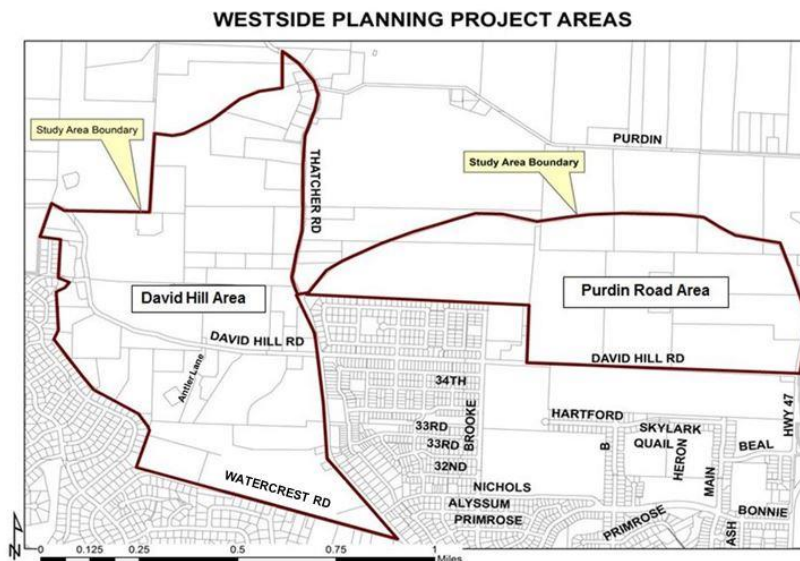 WESTSIDE PLANNING PROJECT AREAS
Study Area Boundary
PURDIN
THATCHER RD
Study Area Boundary
David Hill Area
Purdin Road Area
DAVID HILL RD
DAVID HILL RD
Antler Lane
34TH
BROOKE
HARTFORD
HWY 47
33RD
SKYLARK
33RD
B
QUAIL
HERON
BEAL
32ND
MAIN
WATERCREST RD
NICHOLS
ALYSSUM
BONNIE
PRIMROSE
PRIMROSE
ASH
N
0 0.125 0.25 0.5 0.75 1
Miles